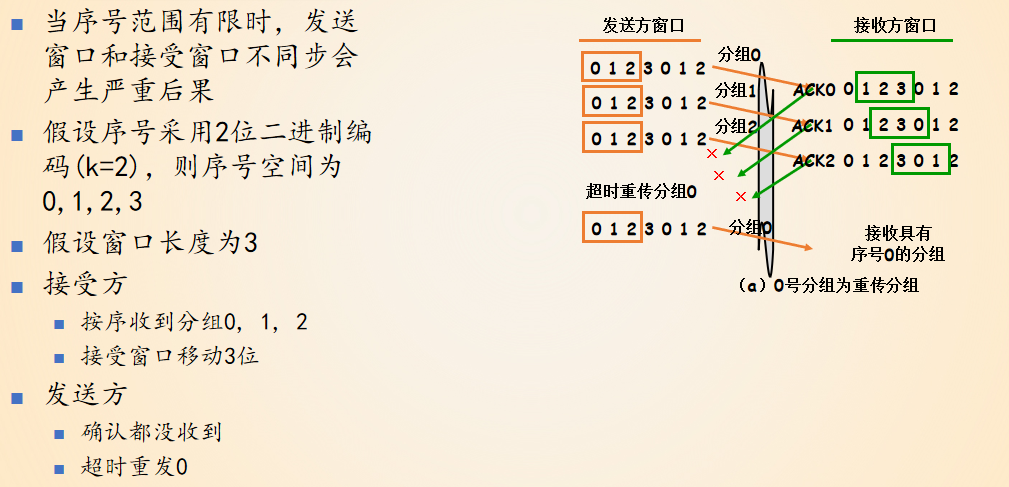 当序号范围有限时，发送
窗口和接受窗口不同步会
产生严重后果
假设序号采用2位二进制编
码(k=2)，则序号空间为
0,1,2,3
假设窗口长度为3
接受方
按序收到分组0, 1, 2
接受窗口移动3位
发送方
确认都没收到
超时重发0
发送方窗口
接收方窗口
0 1 2 3 0 1 2
分组0
ACK0 0 1 2 3 0 1 2
0 1 2 3 0 1 2
分组1
ACK1 0 1 2 3 0 1 2
0 1 2 3 0 1 2
分组2
ACK2 0 1 2 3 0 1 2
超时重传分组0
0 1 2 3 0 1 2
分组0
接收具有
序号0的分组
（a）0号分组为重传分组